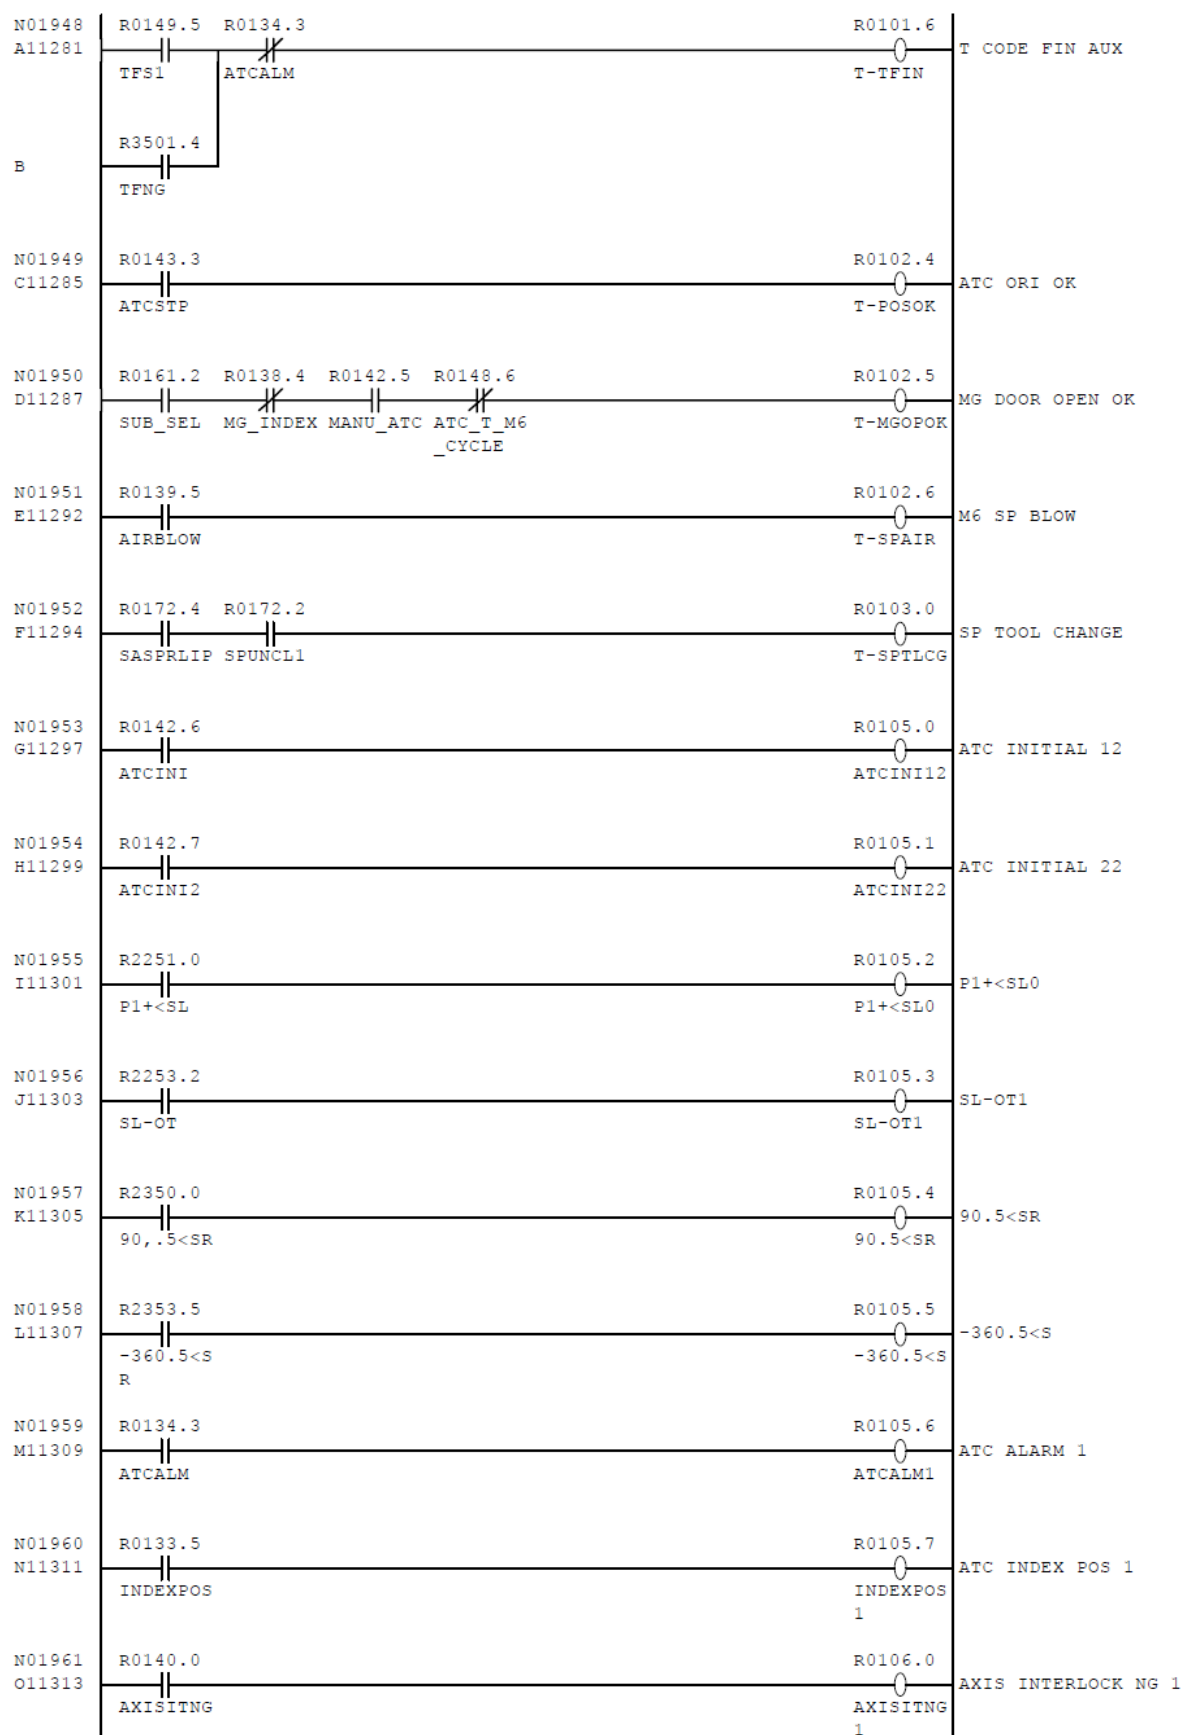 N01948 R0149.5 R0134.3 R0101.6
A11281 T CODE FIN AUX
TFS1 ATCALM T-TFIN
R3501.4
B
TFNG
N01949 R0143.3 R0102.4
C11285 ATC ORI OK
ATCSTP T-POSOK
N01950 R0161.2 R0138.4 R0142.5 R0148.6 R0102.5
D11287 MG DOOR OPEN OK
SUB_SEL MG_INDEX MANU_ATC ATC_T_M6 T-MGOPOK
_CYCLE
N01951 R0139.5 R0102.6
E11292 M6 SP BLOW
AIRBLOW T-SPAIR
N01952 R0172.4 R0172.2 R0103.0
F11294 SP TOOL CHANGE
SASPRLIP SPUNCL1 T-SPTLCG
N01953 R0142.6 R0105.0
G11297 ATC INITIAL 12
ATCINI ATCINI12
N01954 R0142.7 R0105.1
H11299 ATC INITIAL 22
ATCINI2 ATCINI22
N01955 R2251.0 R0105.2
I11301 P1+<SL0
P1+<SL P1+<SL0
N01956 R2253.2 R0105.3
J11303 SL-OT1
SL-OT SL-OT1
N01957 R2350.0 R0105.4
K11305 90.5<SR
90,.5<SR 90.5<SR
N01958 R2353.5 R0105.5
L11307 -360.5<S
-360.5<S -360.5<S
R
N01959 R0134.3 R0105.6
M11309 ATC ALARM 1
ATCALM ATCALM1
N01960 R0133.5 R0105.7
N11311 ATC INDEX POS 1
INDEXPOS INDEXPOS
1
N01961 R0140.0 R0106.0
O11313 AXIS INTERLOCK NG 1
AXISITNG AXISITNG
1